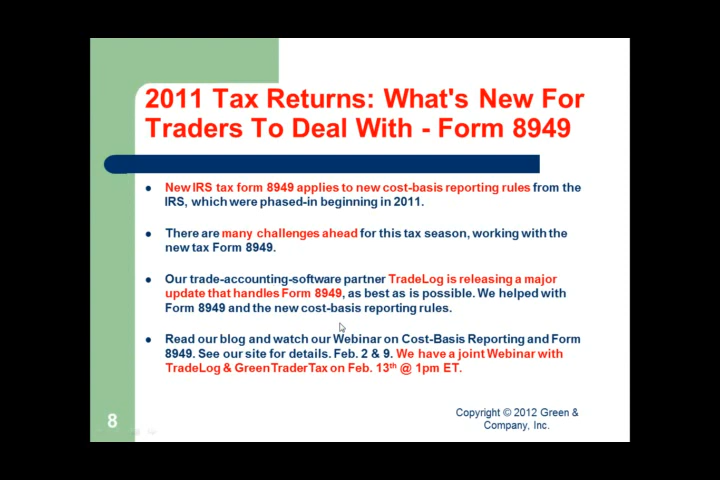 2011 Tax Returns: What's New For
Traders To Deal With - Form 8949
New IRS tax form 8949 applies to new cost-basis reporting rules from the
IRS, which were phased-in beginning in 2011.
There are many challenges ahead for this tax season, working with the
new tax Form 8949.
Our trade-accounting-software partner TradeLog is releasing a major
update that handles Form 8949, as best as is possible. We helped with
Form 8949 and the new cost-basis reporting rules.
Read our blog and watch our Webinar on Cost-Basis Reporting and Form
8949. See our site for details. Feb. 2 & 9. We have a joint Webinar with
TradeLog & GreenTraderTax on Feb. 13th @ 1pm ET.
8
Copyright © 2012 Green &
Company, Inc.